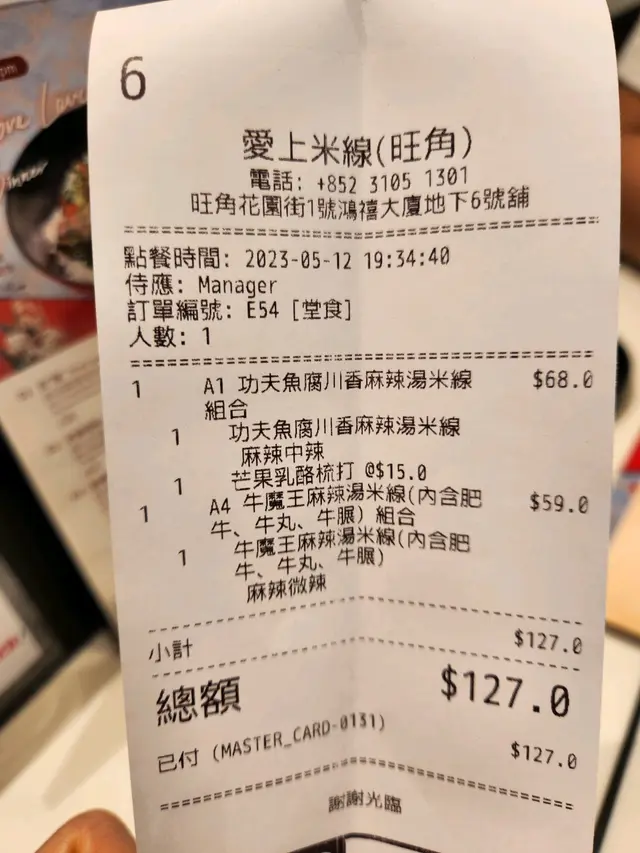 6
愛上米線(旺角)
電話: +852 3105 1301
旺角花園街1號鴻禧大廈地下6號舖
點餐時間: 2023-05-12 19:34:40
侍應: Manager
訂單編號: E54 [堂食]
人數: 1
1 A1 功夫魚腐川香麻辣湯米線 $68.0
組合
1 功夫魚腐川香麻辣湯米線
麻辣中辣
1 芒果乳酪梳打 @$15.0
1 A4 牛魔王麻辣湯米線(內含肥 $59.0
牛、牛丸、牛𦟌) 組合
1 牛魔王麻辣湯米線(內含肥
牛、牛丸、牛𦟌)
麻辣微辣
小計 $127.0
總額 $127.0
已付 (MASTER_CARD-0131) $127.0
謝謝光臨